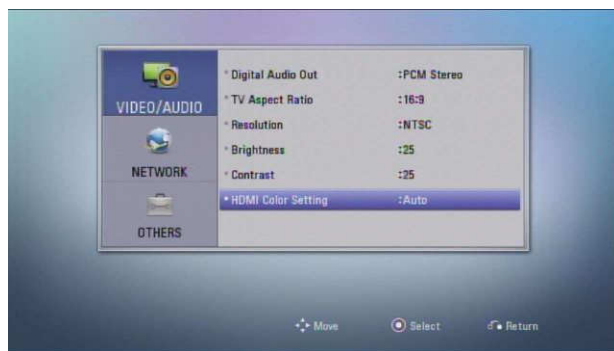 VIDEO/AUDIO
NETWORK
OTHERS
Digital Audio Out :PCM Stereo
TV Aspect Ratio :16:9
Resolution :NTSC
Brightness :25
Contrast :25
HDMI Color Setting :Auto
Move Select Return